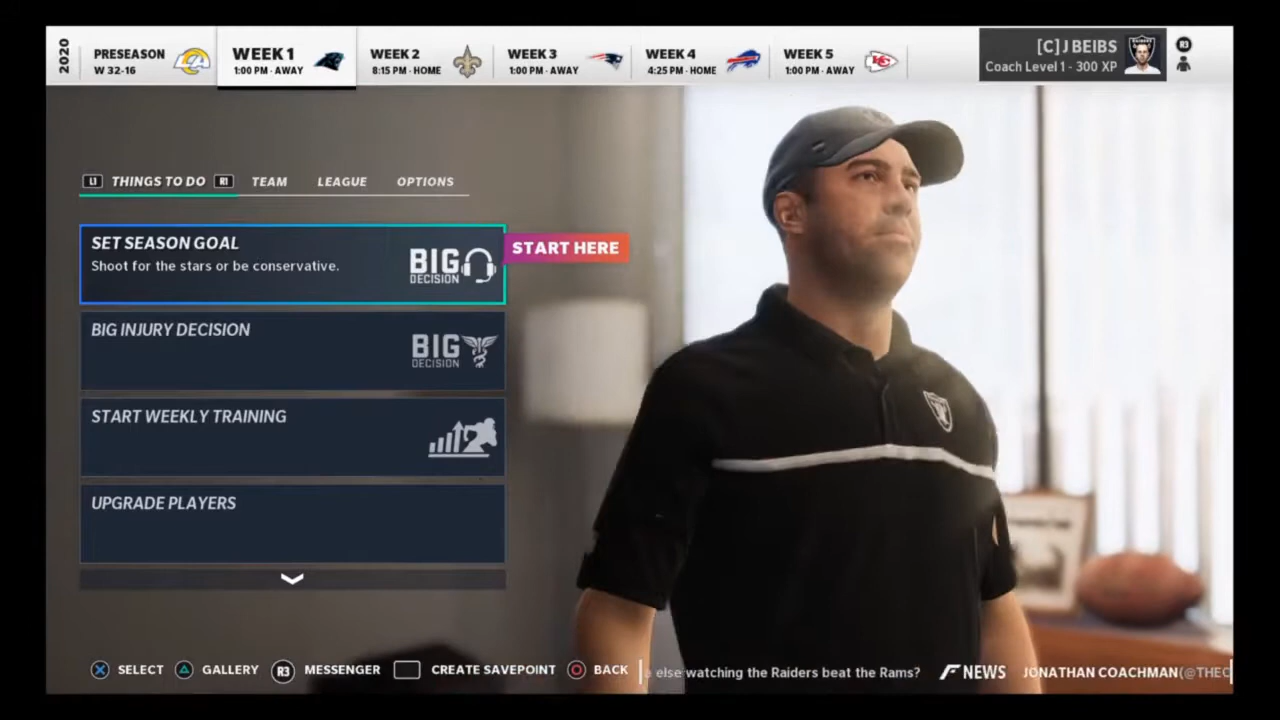 2020
PRESEASON
W 32-16
WEEK 1
1:00 PM · AWAY
WEEK 2
8:15 PM · HOME
WEEK 3
1:00 PM · AWAY
WEEK 4
4:25 PM · HOME
WEEK 5
1:00 PM · AWAY
[C] J BEIBS
Coach Level 1 - 300 XP
R3
L1 THINGS TO DO R1 TEAM LEAGUE OPTIONS
SET SEASON GOAL
Shoot for the stars or be conservative.
BIG
DECISION
START HERE
BIG INJURY DECISION
BIG
DECISION
START WEEKLY TRAINING
UPGRADE PLAYERS
SELECT GALLERY R3 MESSENGER CREATE SAVEPOINT BACK
else watching the Raiders beat the Rams? NEWS JONATHAN COACHMAN(@THEC